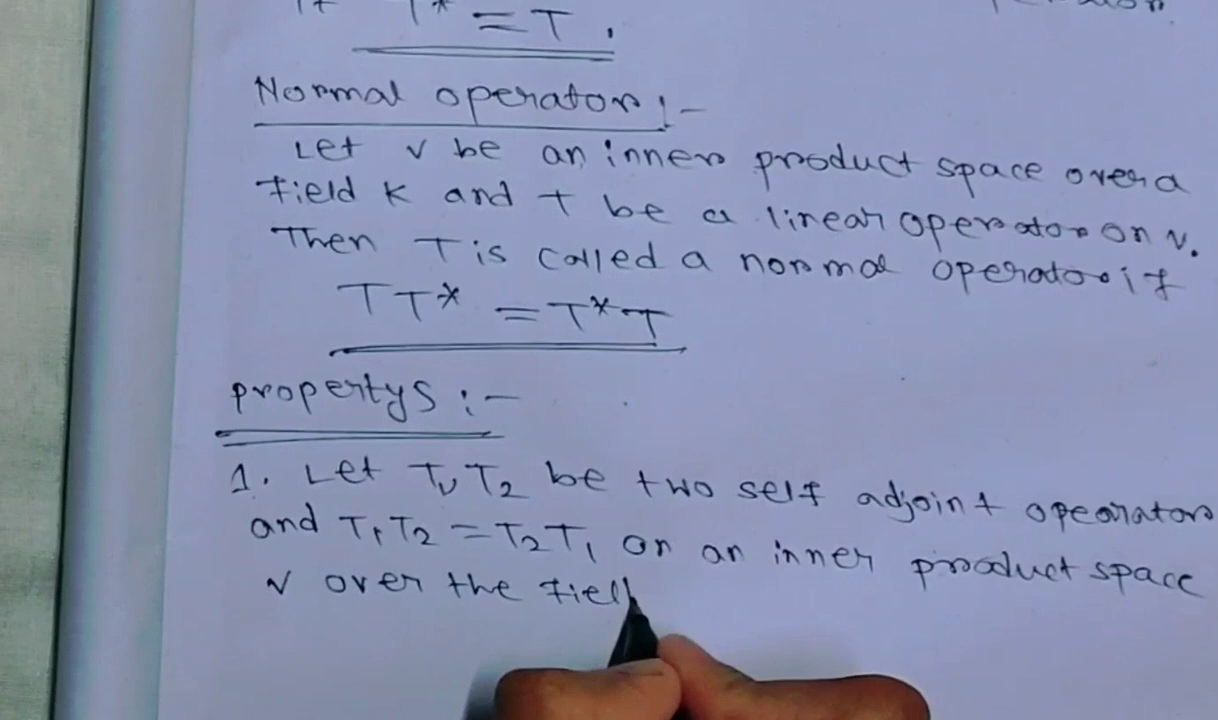 T* = T.
Normal operator :-
Let V be an inner product space over a
field K and T be a linear operator on V.
Then T is called a normal operator if
TT* = T*T
propertys :-
1. Let T1, T2 be two self adjoint opearator
and T1T2 = T2T1 on an inner product space
V over the fiel